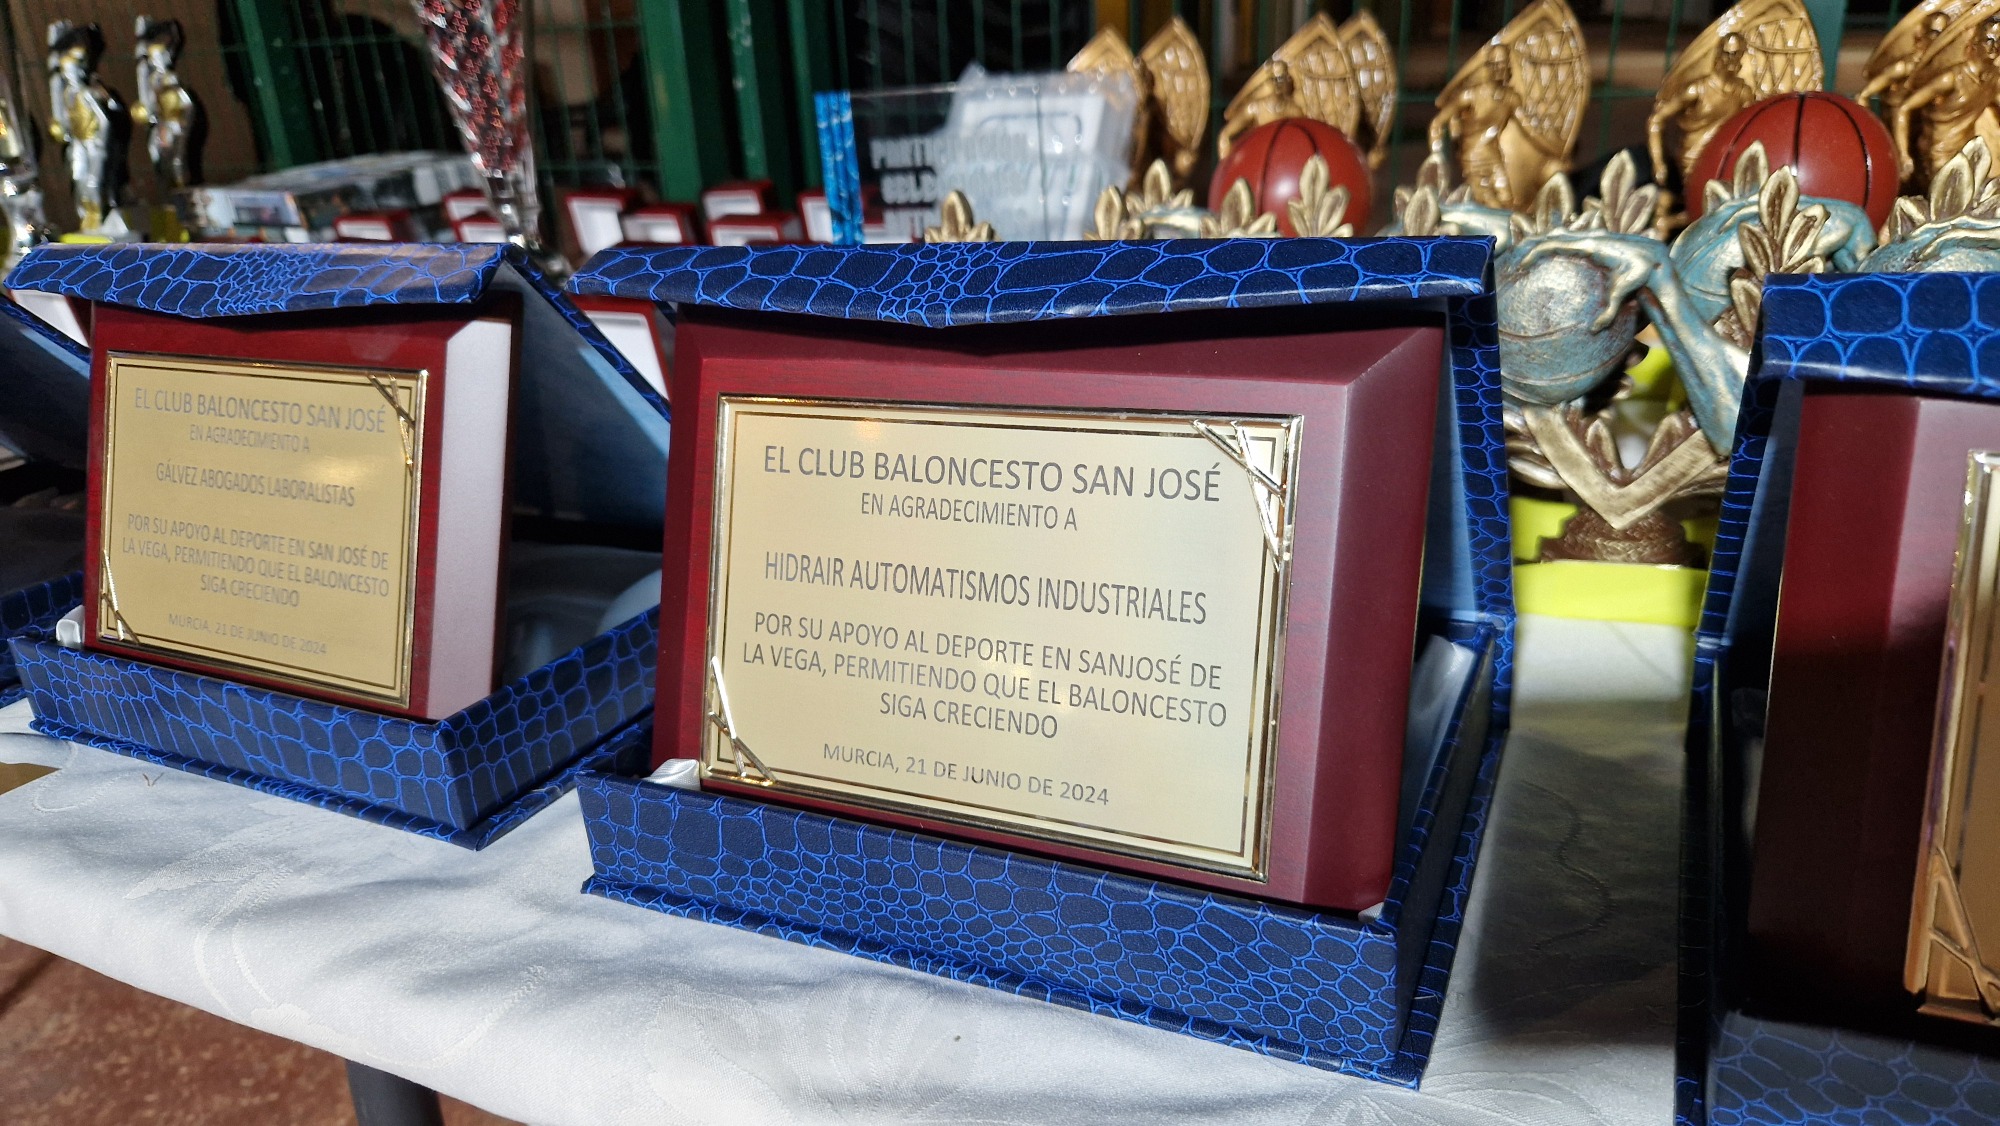 EL CLUB BALONCESTO SAN JOSÉ
EN AGRADECIMIENTO A
GÁLVEZ ABOGADOS LABORALISTAS
POR SU APOYO AL DEPORTE EN SAN JOSÉ DE
LA VEGA, PERMITIENDO QUE EL BALONCESTO
SIGA CRECIENDO
MURCIA, 21 DE JUNIO DE 2024
EL CLUB BALONCESTO SAN JOSÉ
EN AGRADECIMIENTO A
HIDRAIR AUTOMATISMOS INDUSTRIALES
POR SU APOYO AL DEPORTE EN SANJOSÉ DE
LA VEGA, PERMITIENDO QUE EL BALONCESTO
SIGA CRECIENDO
MURCIA, 21 DE JUNIO DE 2024